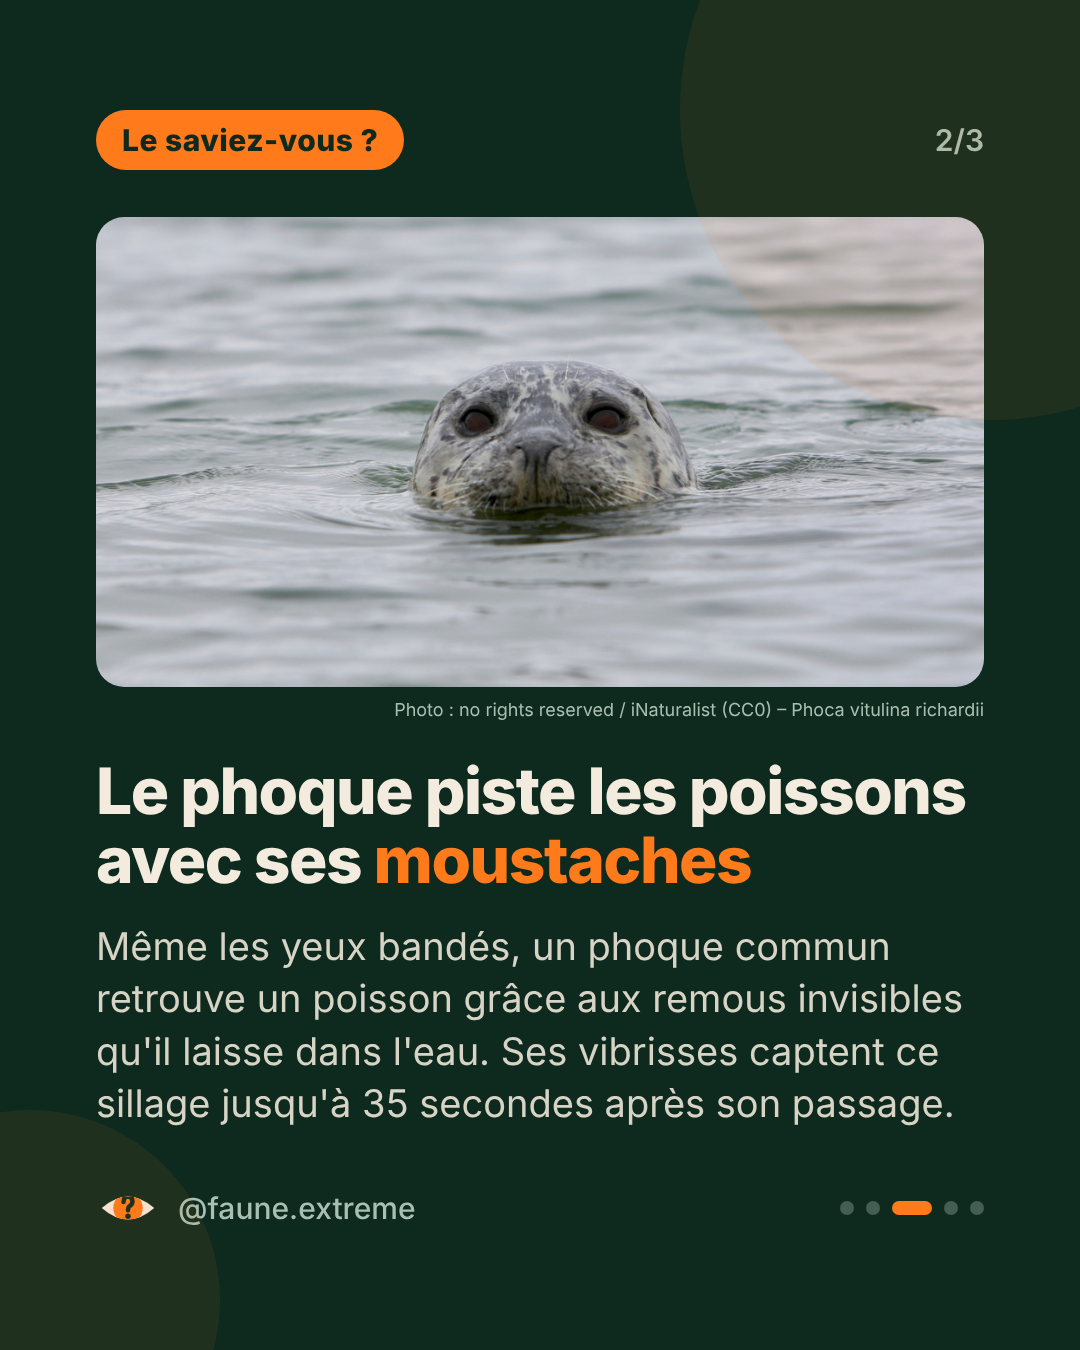 Le saviez-vous ?
2/3
Photo : no rights reserved / iNaturalist (CC0) – Phoca vitulina richardii
Le phoque piste les poissons
avec ses moustaches
Même les yeux bandés, un phoque commun
retrouve un poisson grâce aux remous invisibles
qu'il laisse dans l'eau. Ses vibrisses captent ce
sillage jusqu'à 35 secondes après son passage.
?
@faune.extreme